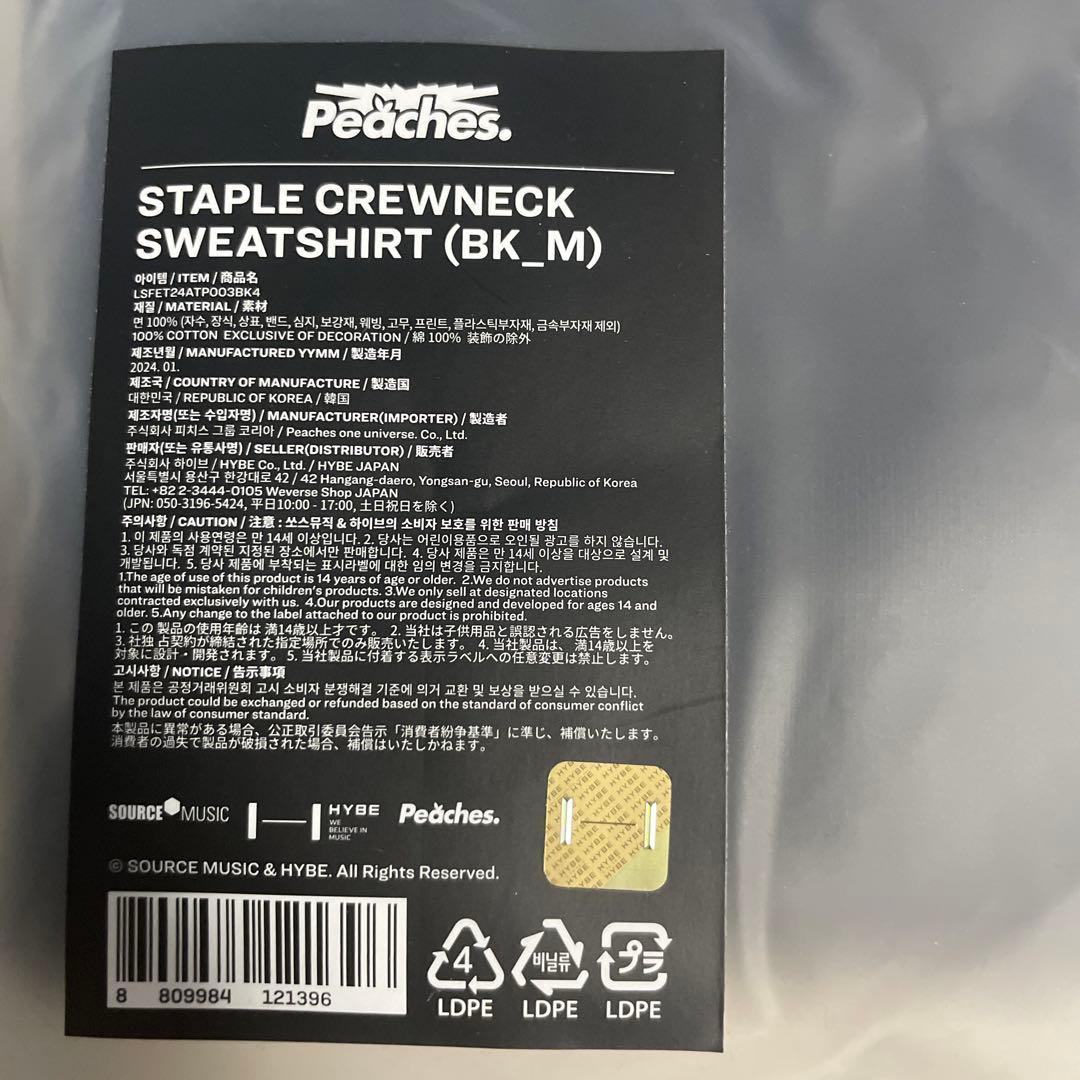 Peaches.
STAPLE CREWNECK
SWEATSHIRT (BK_M)
아이템 / ITEM / 商品名
LSFET24ATP003BK4
재질 / MATERIAL / 素材
면 100% (자수, 장식, 상표, 밴드, 심지, 보강재, 웨빙, 고무, 프린트, 플라스틱부자재, 금속부자재 제외)
100% COTTON EXCLUSIVE OF DECORATION / 綿 100% 装飾の除外
제조년월 / MANUFACTURED YYMM / 製造年月
2024. 01.
제조국 / COUNTRY OF MANUFACTURE / 製造国
대한민국 / REPUBLIC OF KOREA / 韓国
제조자명(또는 수입자명) / MANUFACTURER(IMPORTER) / 製造者
주식회사 피치스 그룹 코리아 / Peaches one universe. Co., Ltd.
판매자(또는 유통사명) / SELLER(DISTRIBUTOR) / 販売者
주식회사 하이브 / HYBE Co., Ltd. / HYBE JAPAN
서울특별시 용산구 한강대로 42 / 42 Hangang-daero, Yongsan-gu, Seoul, Republic of Korea
TEL: +82 2-3444-0105 Weverse Shop JAPAN
(JPN: 050-3196-5424, 平日10:00 - 17:00, 土日祝日を除く)
주의사항 / CAUTION / 注意 : 쏘스뮤직 & 하이브의 소비자 보호를 위한 판매 방침
1. 이 제품의 사용연령은 만 14세 이상입니다. 2. 당사는 어린이용품으로 오인될 광고를 하지 않습니다.
3. 당사와 독점 계약된 지정된 장소에서만 판매합니다. 4. 당사 제품은 만 14세 이상을 대상으로 설계 및
개발됩니다. 5. 당사 제품에 부착되는 표시라벨에 대한 임의 변경을 금지합니다.
1.The age of use of this product is 14 years of age or older. 2.We do not advertise products
that will be mistaken for children's products. 3.We only sell at designated locations
contracted exclusively with us. 4.Our products are designed and developed for ages 14 and
older. 5.Any change to the label attached to our product is prohibited.
1. この 製品の使用年齢は 満14歳以上才です。 2. 当社は子供用品と誤認される広告をしません。
3. 社独 占契約が締結された指定場所でのみ販売いたします。 4. 当社製品は、 満14歳以上を
対象に設計・開発されます。 5. 当社製品に付着する表示ラベルへの任意変更は禁止します。
고시사항 / NOTICE / 告示事項
본 제품은 공정거래위원회 고시 소비자 분쟁해결 기준에 의거 교환 및 보상을 받으실 수 있습니다.
The product could be exchanged or refunded based on the standard of consumer conflict
by the law of consumer standard.
本製品に異常がある場合、公正取引委員会告示「消費者紛争基準」に準じ、補償いたします。
消費者の過失で製品が破損された場合、補償はいたしかねます。
SOURCE MUSIC HYBE WE BELIEVE IN MUSIC Peaches.
© SOURCE MUSIC & HYBE. All Rights Reserved.
8 809984 121396
4 비닐류 プラ
LDPE LDPE LDPE